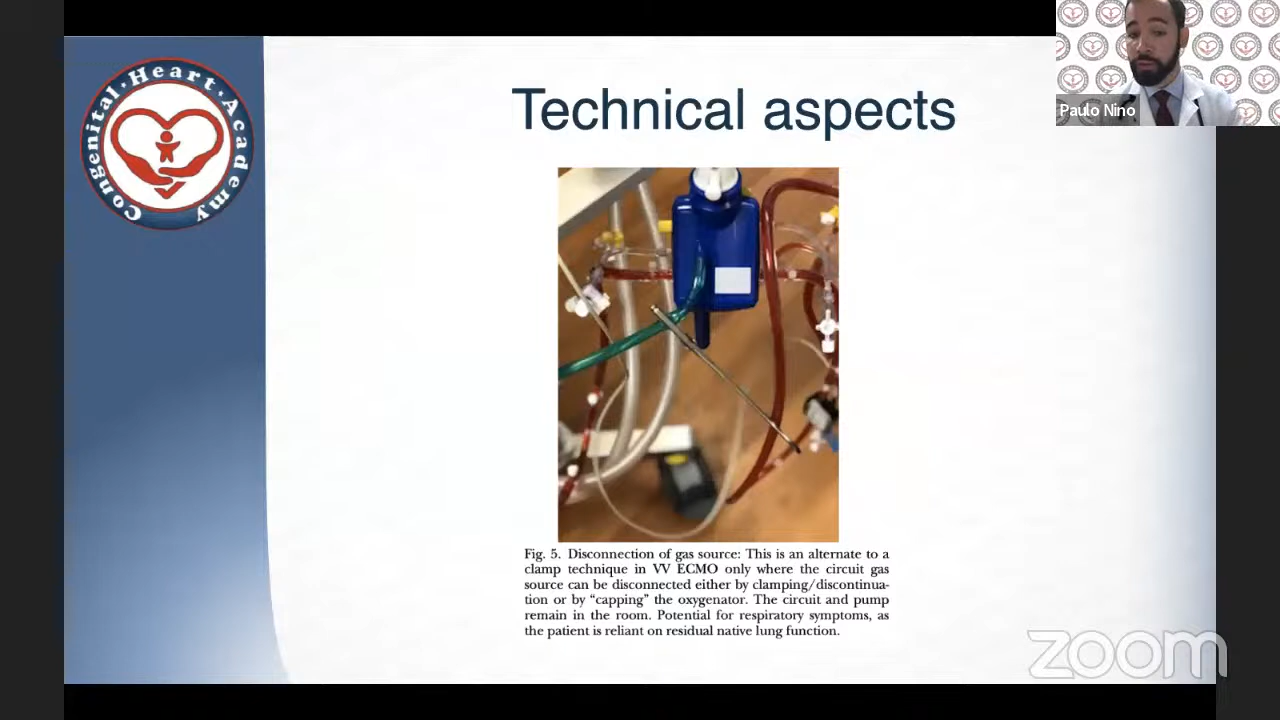 Congenital · Heart · Academy
Technical aspects
Paulo Nino
Fig. 5. Disconnection of gas source: This is an alternate to a
clamp technique in VV ECMO only where the circuit gas
source can be disconnected either by clamping/discontinua-
tion or by “capping” the oxygenator. The circuit and pump
remain in the room. Potential for respiratory symptoms, as
the patient is reliant on residual native lung function.
zoom